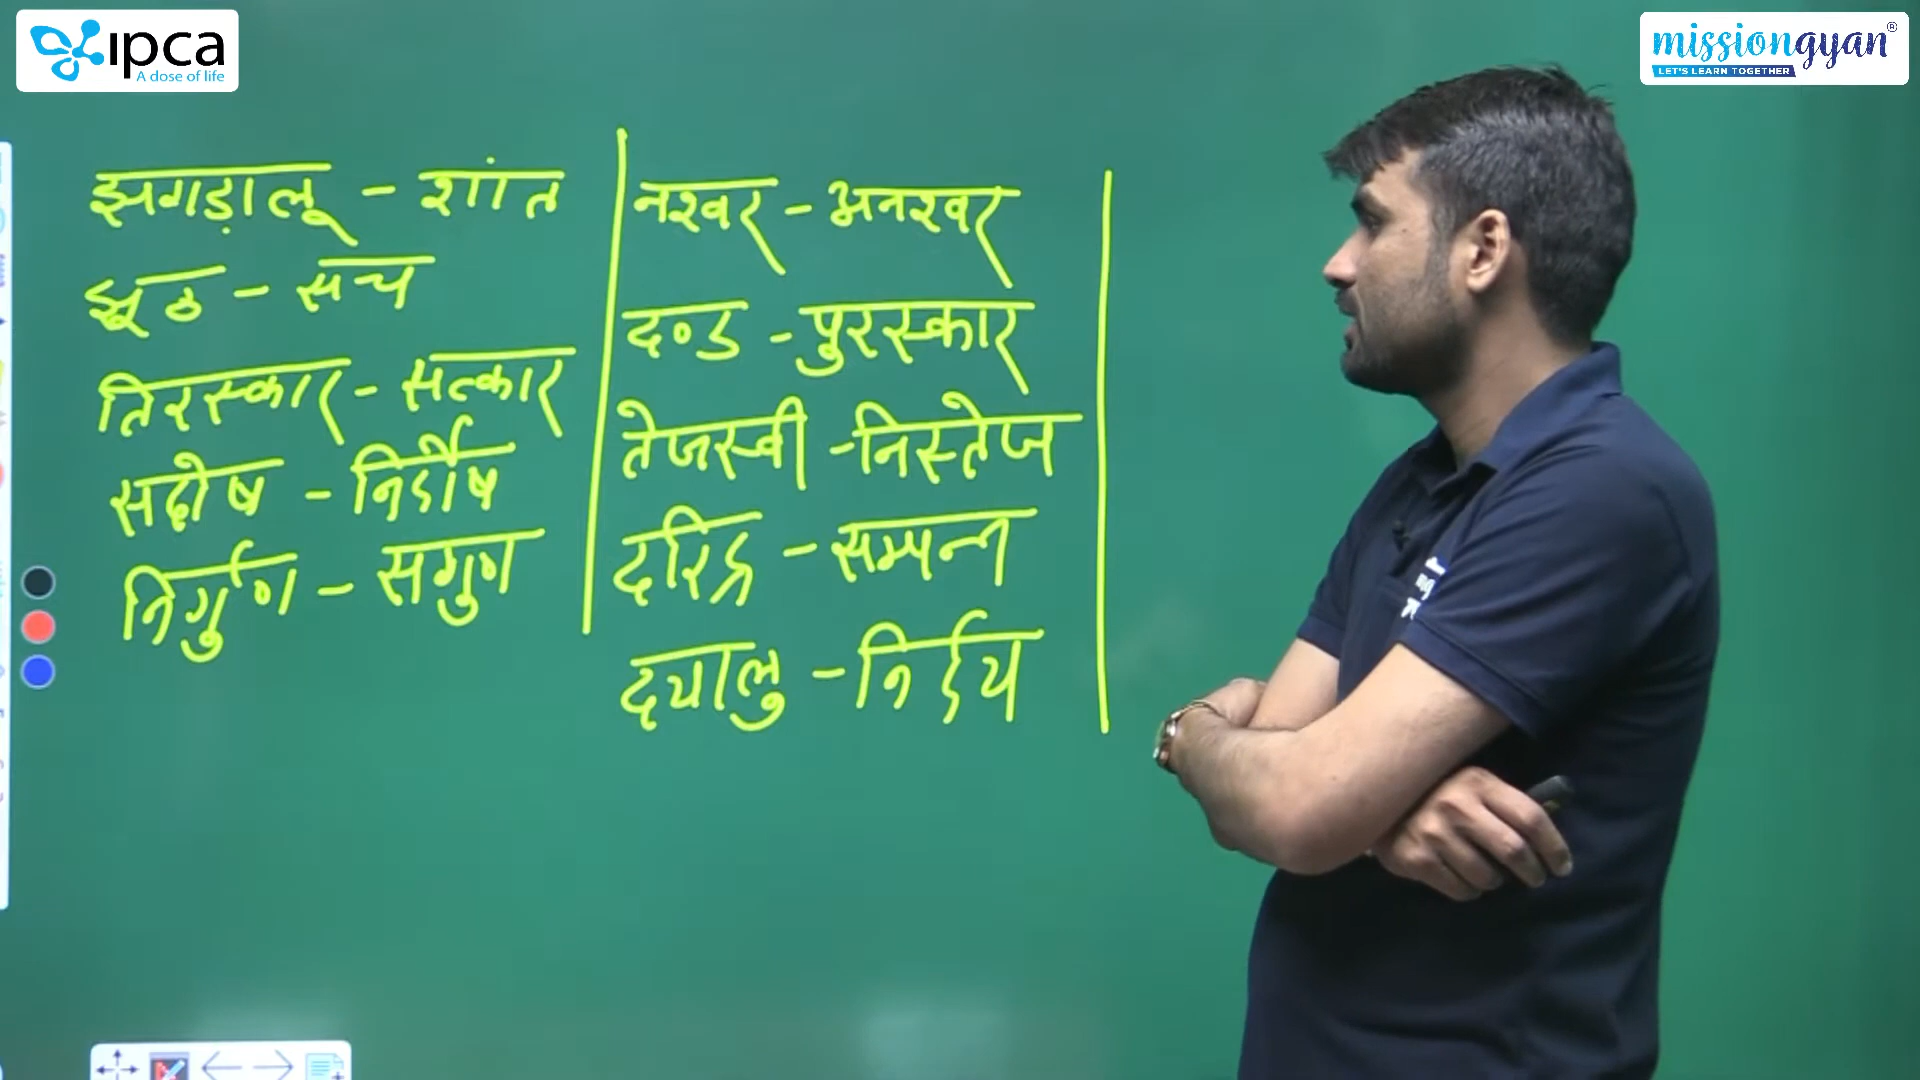 ipca
A dose of life
missiongyan®
LET'S LEARN TOGETHER
झगड़ालू - शांत
झूठ - सच
तिरस्कार - सत्कार
सदोष - निर्दोष
निर्गुण - सगुण
नश्वर - अनश्वर
दण्ड - पुरस्कार
तेजस्वी - निस्तेज
दरिद्र - सम्पन्न
दयालु - निर्दय